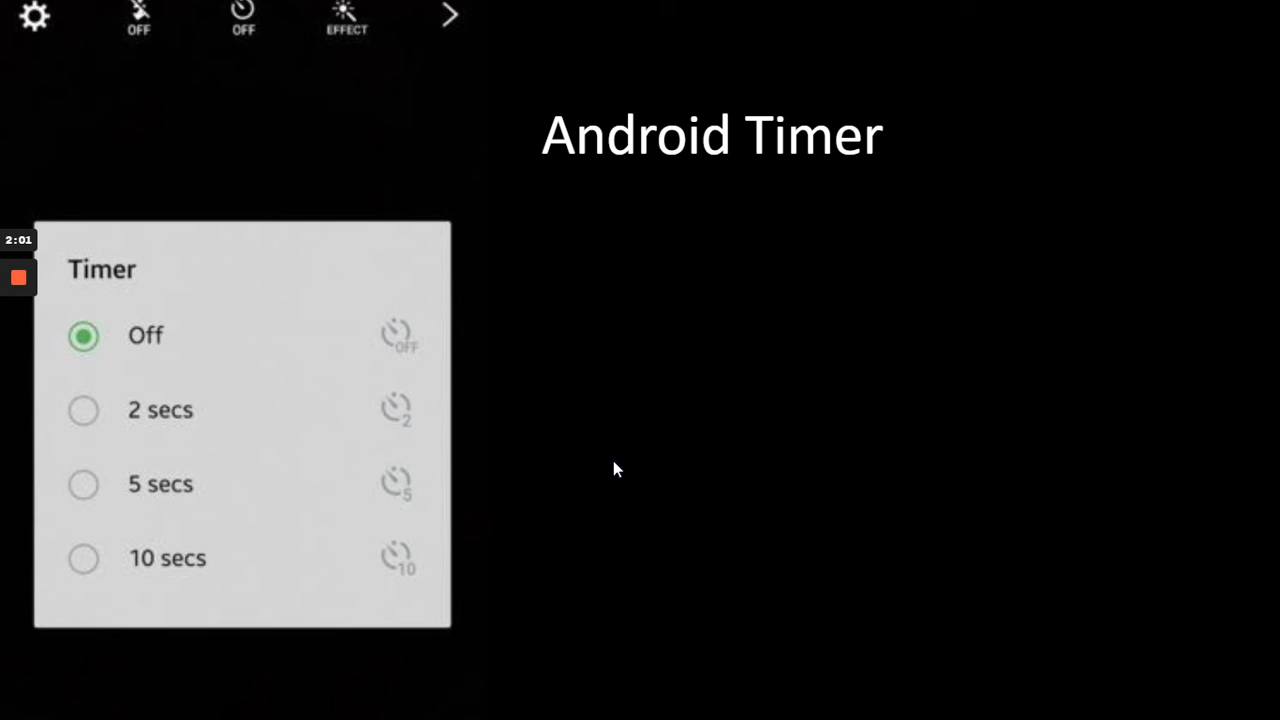 OFF
OFF
EFFECT
Android Timer
2:01
Timer
Off
OFF
2 secs
2
5 secs
5
10 secs
10